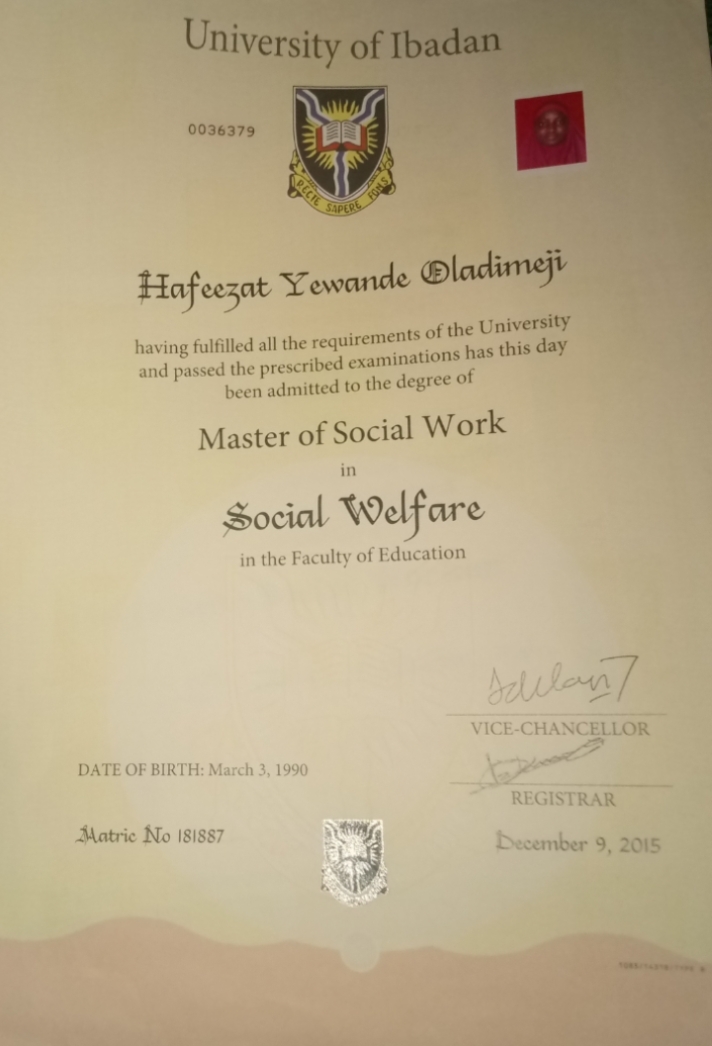 University of Ibadan
0036379
RECTE SAPERE FONS
Hafeezat Yewande Oladimeji
having fulfilled all the requirements of the University
and passed the prescribed examinations has this day
been admitted to the degree of
Master of Social Work
in
Social Welfare
in the Faculty of Education
VICE-CHANCELLOR
DATE OF BIRTH: March 3, 1990
REGISTRAR
Matric No 181887
December 9, 2015